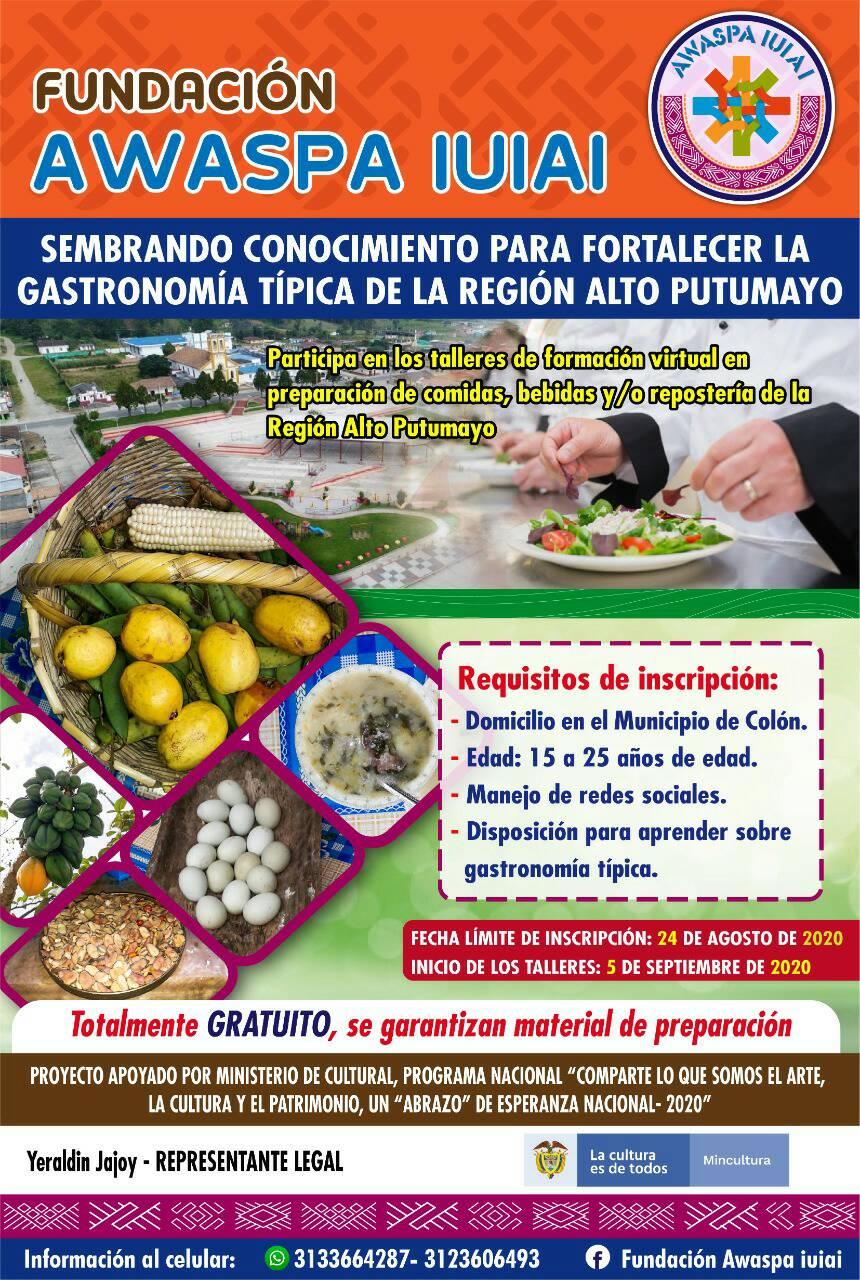 FUNDACIÓN
AWASPA IUIAI
AWASPA IUIAI
SEMBRANDO CONOCIMIENTO PARA FORTALECER LA
GASTRONOMÍA TÍPICA DE LA REGIÓN ALTO PUTUMAYO
Participa en los talleres de formación virtual en
preparación de comidas, bebidas y/o repostería de la
Región Alto Putumayo
Requisitos de inscripción:
- Domicilio en el Municipio de Colón.
- Edad: 15 a 25 años de edad.
- Manejo de redes sociales.
- Disposición para aprender sobre
gastronomía típica.
FECHA LÍMITE DE INSCRIPCIÓN: 24 DE AGOSTO DE 2020
INICIO DE LOS TALLERES: 5 DE SEPTIEMBRE DE 2020
Totalmente GRATUITO, se garantizan material de preparación
PROYECTO APOYADO POR MINISTERIO DE CULTURAL, PROGRAMA NACIONAL “COMPARTE LO QUE SOMOS EL ARTE,
LA CULTURA Y EL PATRIMONIO, UN “ABRAZO” DE ESPERANZA NACIONAL- 2020”
Yeraldin Jajoy - REPRESENTANTE LEGAL
La cultura
es de todos
Mincultura
Información al celular: 3133664287- 3123606493 Fundación Awaspa iuiai